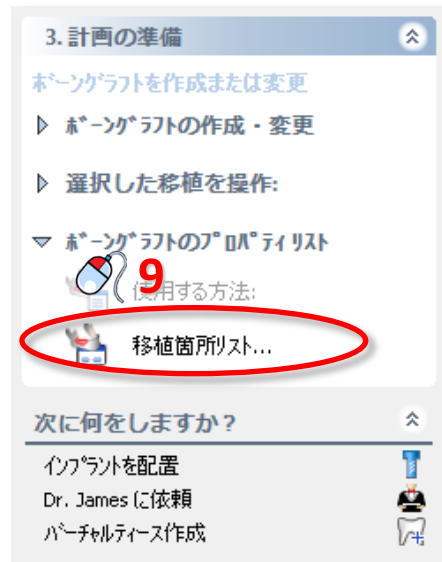 3. 計画の準備
ﾎﾞｰﾝｸﾞﾗﾌﾄを作成または変更
ﾎﾞｰﾝｸﾞﾗﾌﾄの作成・変更
選択した移植を操作:
ﾎﾞｰﾝｸﾞﾗﾌﾄのﾌﾟﾛﾊﾟﾃｨ ﾘｽﾄ
9
使用する方法:
移植箇所ﾘｽﾄ...
次に何をしますか?
ｲﾝﾌﾟﾗﾝﾄを配置
Dr. James に依頼
ﾊﾞｰﾁｬﾙﾃｨｰｽ作成